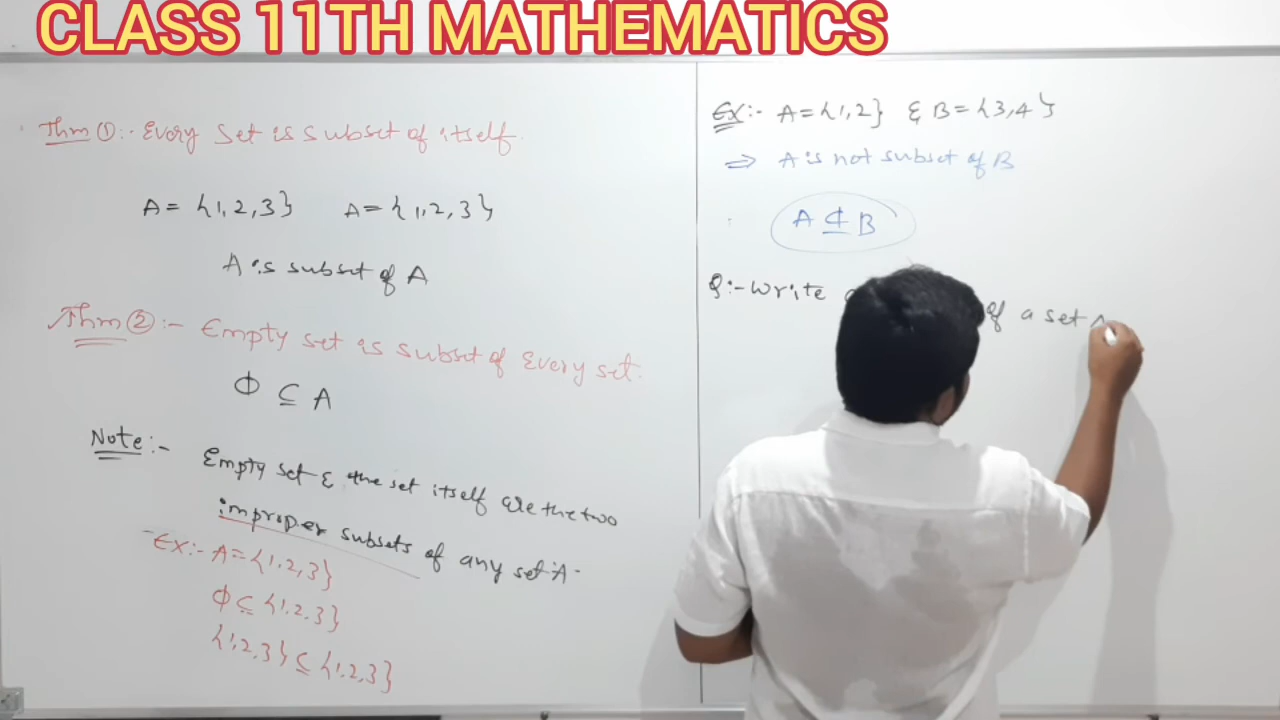 CLASS 11TH MATHEMATICS
Thm ①:- Every set is subset of itself.
A = {1, 2, 3} A = {1, 2, 3}
A is subset of A
Thm ②:- Empty set is subset of Every set.
ϕ ⊆ A
Note:- Empty set & the set itself are the two
improper subsets of any set A.
Ex:- A = {1, 2, 3}
ϕ ⊆ {1, 2, 3}
{1, 2, 3} ⊆ {1, 2, 3}
Ex:- A = {1, 2} & B = {3, 4}
⇒ A is not subset of B
A ⊈ B
Q:- Write of a set